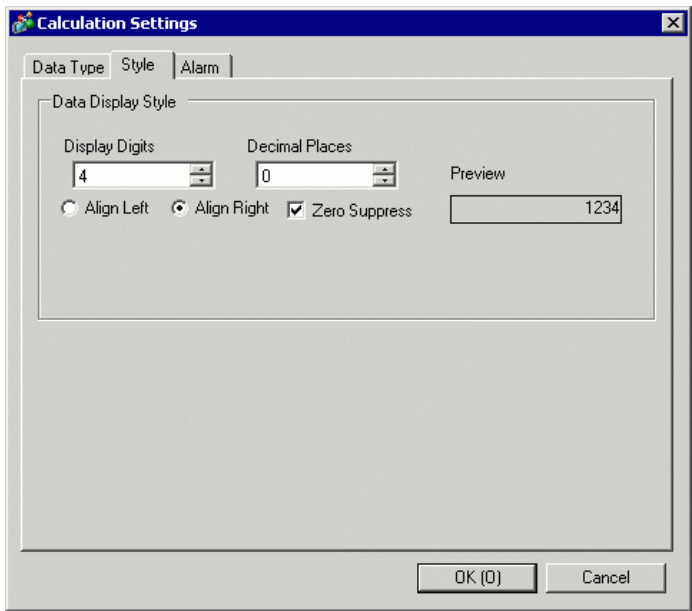 Calculation Settings
Data Type Style Alarm
Data Display Style
Display Digits Decimal Places
Preview
4 0
Align Left Align Right Zero Suppress 1234
OK (O) Cancel